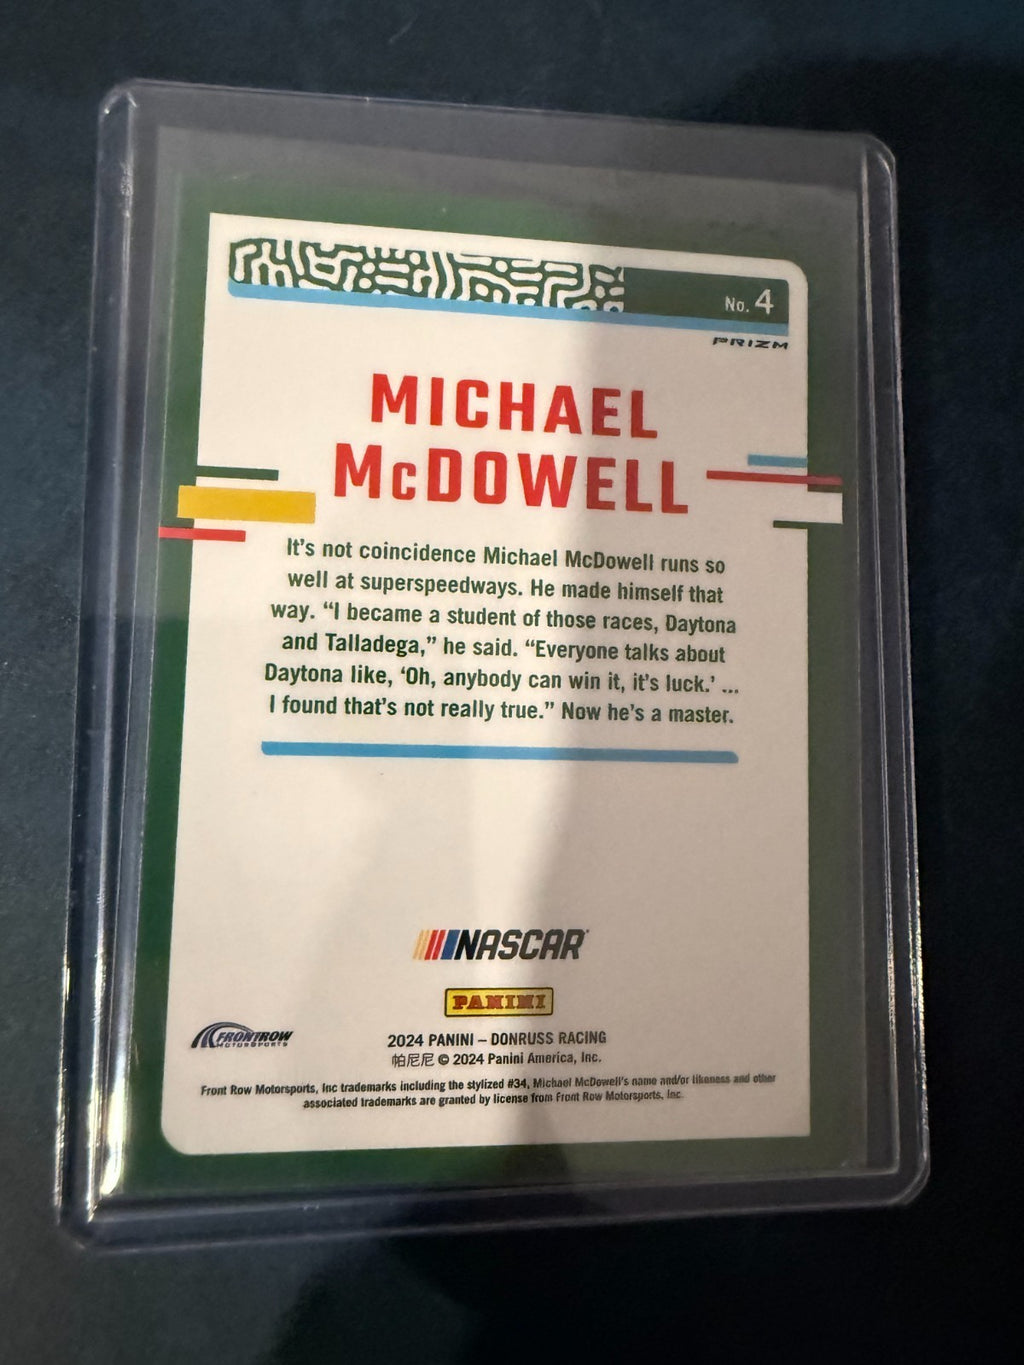 No. 4
PRIZM
MICHAEL
McDOWELL
It's not coincidence Michael McDowell runs so
well at superspeedways. He made himself that
way. “I became a student of those races, Daytona
and Talladega,” he said. “Everyone talks about
Daytona like, ‘Oh, anybody can win it, it's luck.’ ...
I found that's not really true.” Now he's a master.
NASCAR
PANINI
FRONTROW
MOTORSPORTS
2024 PANINI – DONRUSS RACING
帕尼尼 © 2024 Panini America, Inc.
Front Row Motorsports, Inc trademarks including the stylized #34, Michael McDowell's name and/or likeness and other
associated trademarks are granted by license from Front Row Motorsports, Inc.